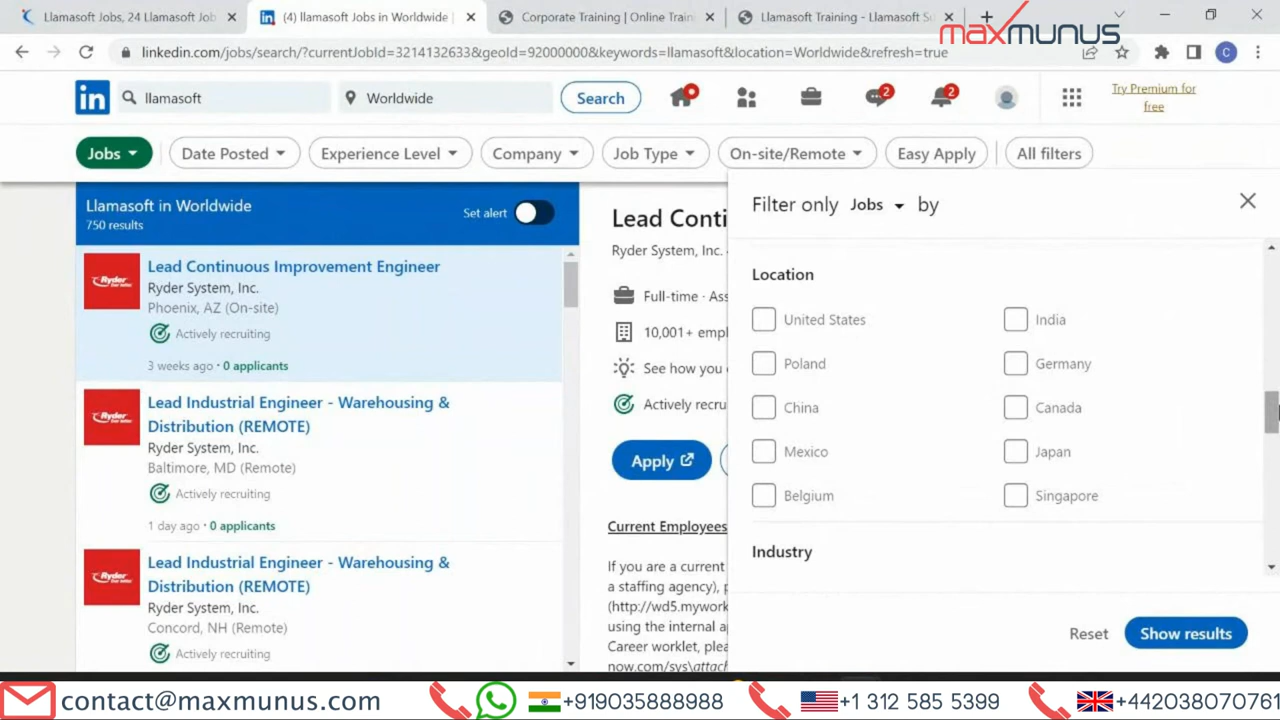 Llamasoft Jobs, 24 Llamasoft Job
(4) llamasoft Jobs in Worldwide |
Corporate Training | Online Train
Llamasoft Training - Llamasoft S
maxmunus
linkedin.com/jobs/search/?currentJobId=3214132633&geoId=92000000&keywords=llamasoft&location=Worldwide&refresh=true
C
in
llamasoft
Worldwide
Search
2
2
Try Premium for
free
Jobs
Date Posted
Experience Level
Company
Job Type
On-site/Remote
Easy Apply
All filters
Llamasoft in Worldwide
750 results
Set alert
Ryder
Lead Continuous Improvement Engineer
Ryder System, Inc.
Phoenix, AZ (On-site)
Actively recruiting
3 weeks ago · 0 applicants
Ryder
Lead Industrial Engineer - Warehousing &
Distribution (REMOTE)
Ryder System, Inc.
Baltimore, MD (Remote)
Actively recruiting
1 day ago · 0 applicants
Ryder
Lead Industrial Engineer - Warehousing &
Distribution (REMOTE)
Ryder System, Inc.
Concord, NH (Remote)
Actively recruiting
Lead Conti
Ryder System, Inc.
Full-time · Ass
10,001+ empl
See how you
Actively recru
Apply
Current Employees
If you are a current
a staffing agency), p
(http://wd5.mywork
using the internal ap
Career worklet, plea
now.com/sys\attach
Filter only Jobs by
Location
United States
India
Poland
Germany
China
Canada
Mexico
Japan
Belgium
Singapore
Industry
Reset
Show results
contact@maxmunus.com
+919035888988
+1 312 585 5399
+442038070761